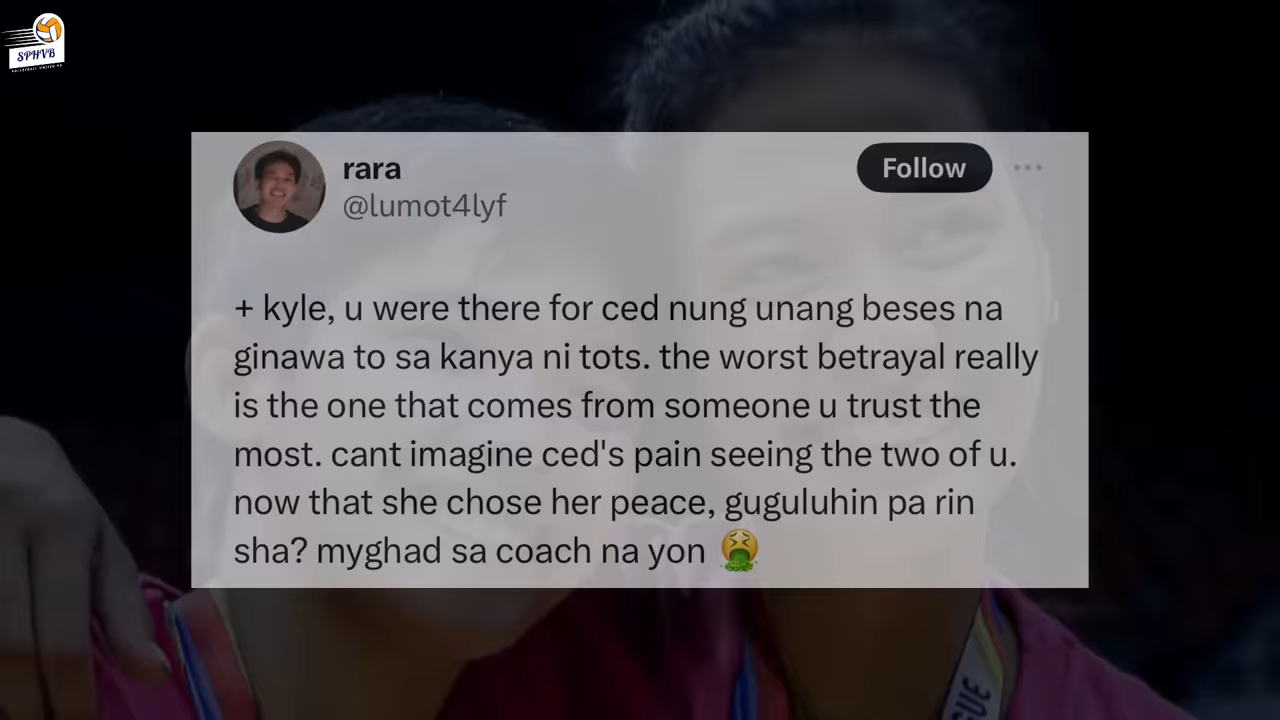 SPHVB
rara
Follow
@lumot4lyf
+ kyle, u were there for ced nung unang beses na
ginawa to sa kanya ni tots. the worst betrayal really
is the one that comes from someone u trust the
most. cant imagine ced's pain seeing the two of u.
now that she chose her peace, guguluhin pa rin
sha? myghad sa coach na yon 🤮
GUE